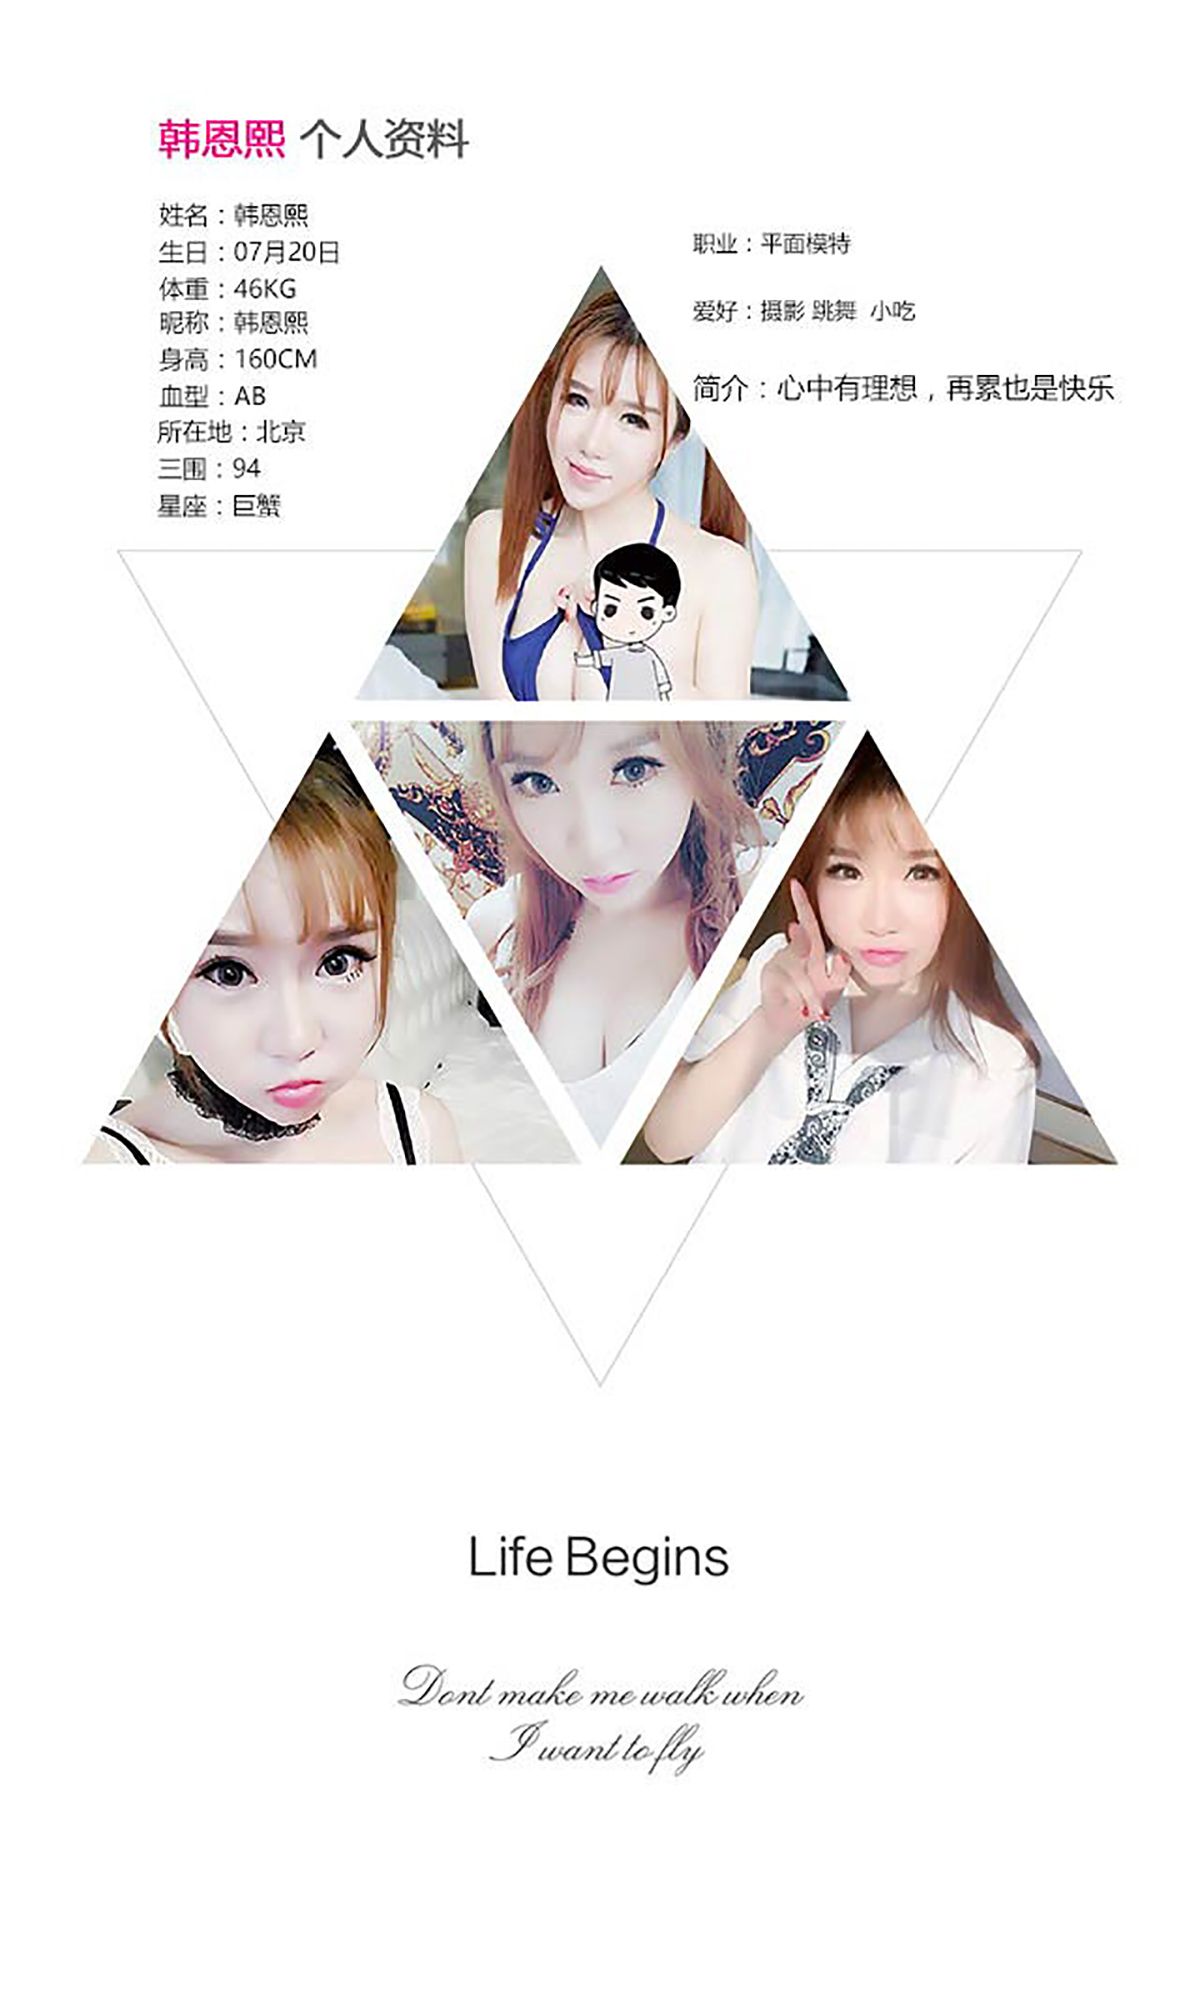 韩恩熙 个人资料
姓名：韩恩熙
生日：07月20日
体重：46KG
昵称：韩恩熙
身高：160CM
血型：AB
所在地：北京
三围：94
星座：巨蟹
职业：平面模特
爱好：摄影 跳舞 小吃
简介：心中有理想，再累也是快乐
Life Begins
Dont make me walk when
I want to fly